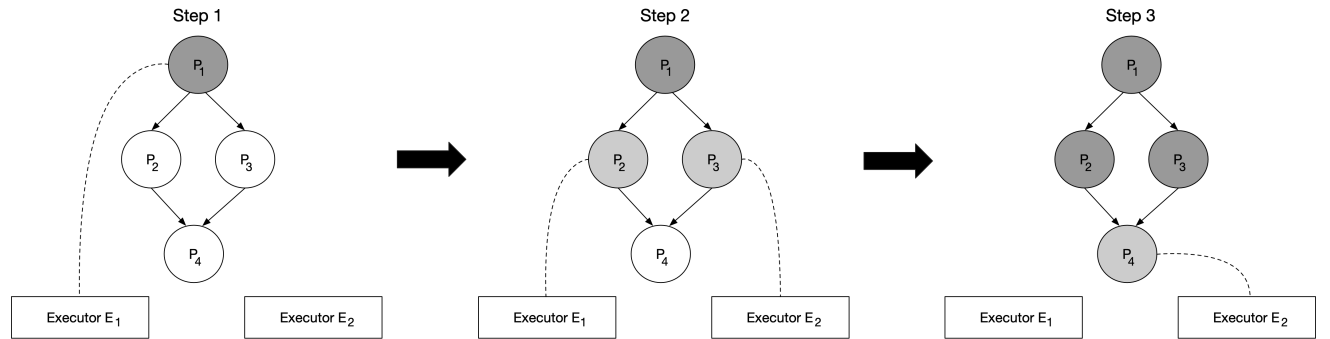 Step 1
P1
P2
P3
P4
Executor E1
Executor E2
Step 2
P1
P2
P3
P4
Executor E1
Executor E2
Step 3
P1
P2
P3
P4
Executor E1
Executor E2